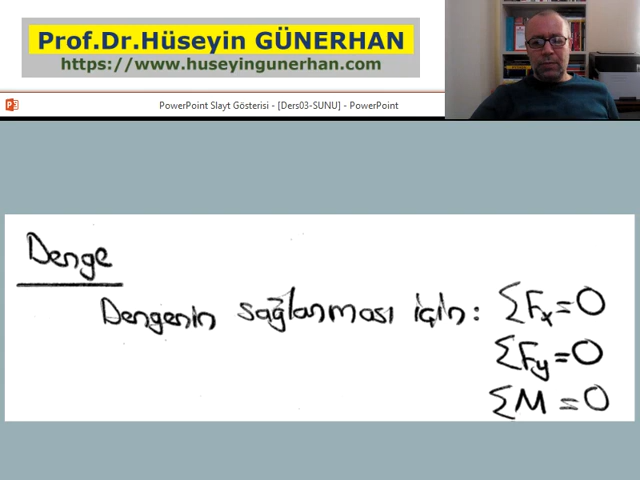 Prof.Dr.Hüseyin GÜNERHAN
https://www.huseyingunerhan.com
PowerPoint Slayt Gösterisi - [Ders03-SUNU] - PowerPoint
Denge
Dengenin sağlanması için: ΣFx=0
ΣFy=0
ΣM=0